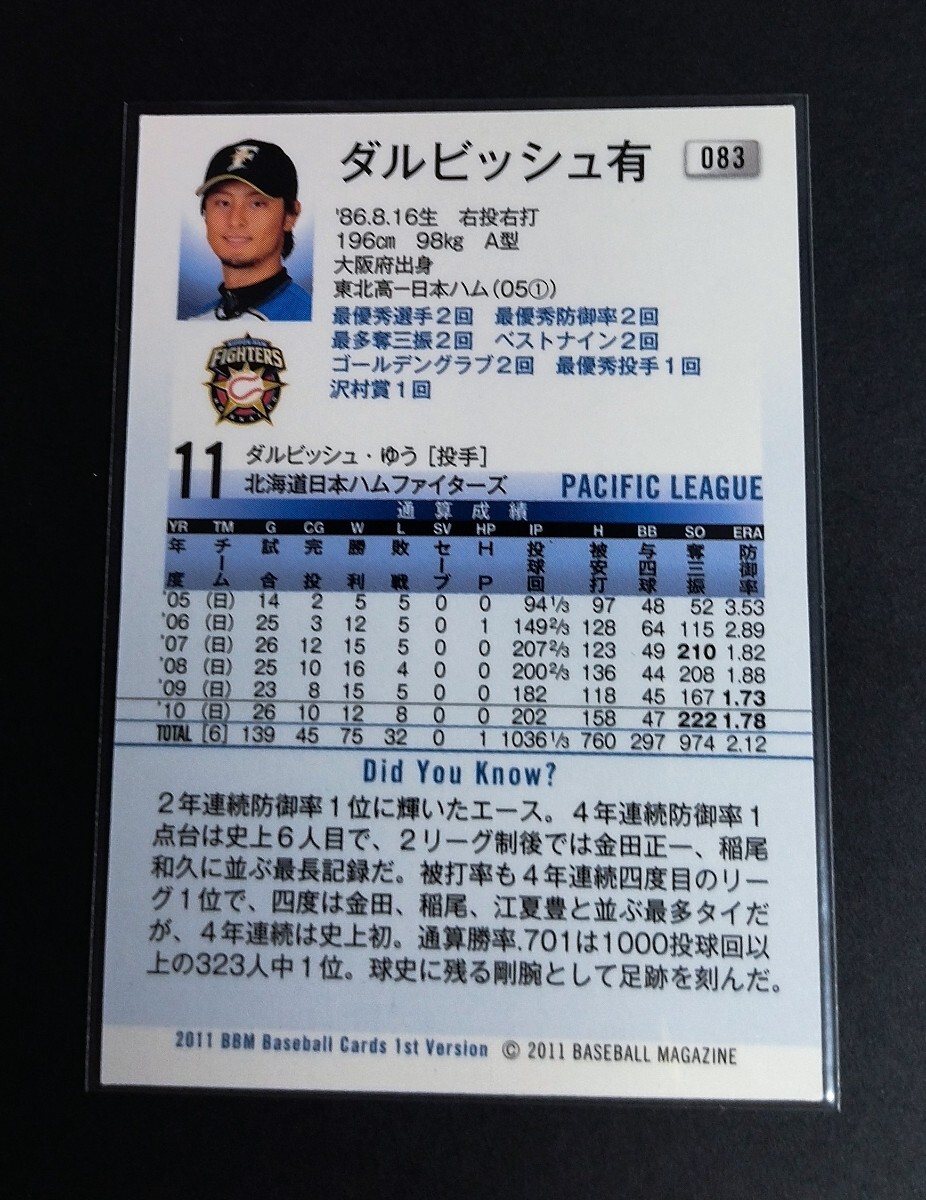 ダルビッシュ有
083
'86.8.16生 右投右打
196cm 98kg A型
大阪府出身
東北高ー日本ハム(05①)
最優秀選手2回 最優秀防御率2回
最多奪三振2回 ベストナイン2回
ゴールデングラブ2回 最優秀投手1回
沢村賞1回
F
FIGHTERS
11
ダルビッシュ・ゆう [投手]
北海道日本ハムファイターズ
PACIFIC LEAGUE
通算成績
YR TM G CG W L SV HP IP H BB SO ERA
年度 チーム 試合 完投 勝利 敗戦 セーブ HP 投球回 被安打 与四球 奪三振 防御率
'05 (日) 14 2 5 5 0 0 94 1/3 97 48 52 3.53
'06 (日) 25 3 12 5 0 1 149 2/3 128 64 115 2.89
'07 (日) 26 12 15 5 0 0 207 2/3 123 49 210 1.82
'08 (日) 25 10 16 4 0 0 200 2/3 136 44 208 1.88
'09 (日) 23 8 15 5 0 0 182 118 45 167 1.73
'10 (日) 26 10 12 8 0 0 202 158 47 222 1.78
TOTAL [6] 139 45 75 32 0 1 1036 1/3 760 297 974 2.12
Did You Know?
2年連続防御率1位に輝いたエース。4年連続防御率1
点台は史上6人目で、2リーグ制後では金田正一、稲尾
和久に並ぶ最長記録だ。被打率も4年連続四度目のリー
グ1位で、四度は金田、稲尾、江夏豊と並ぶ最多タイだ
が、4年連続は史上初。通算勝率.701は1000投球回以
上の323人中1位。球史に残る剛腕として足跡を刻んだ。
2011 BBM Baseball Cards 1st Version © 2011 BASEBALL MAGAZINE